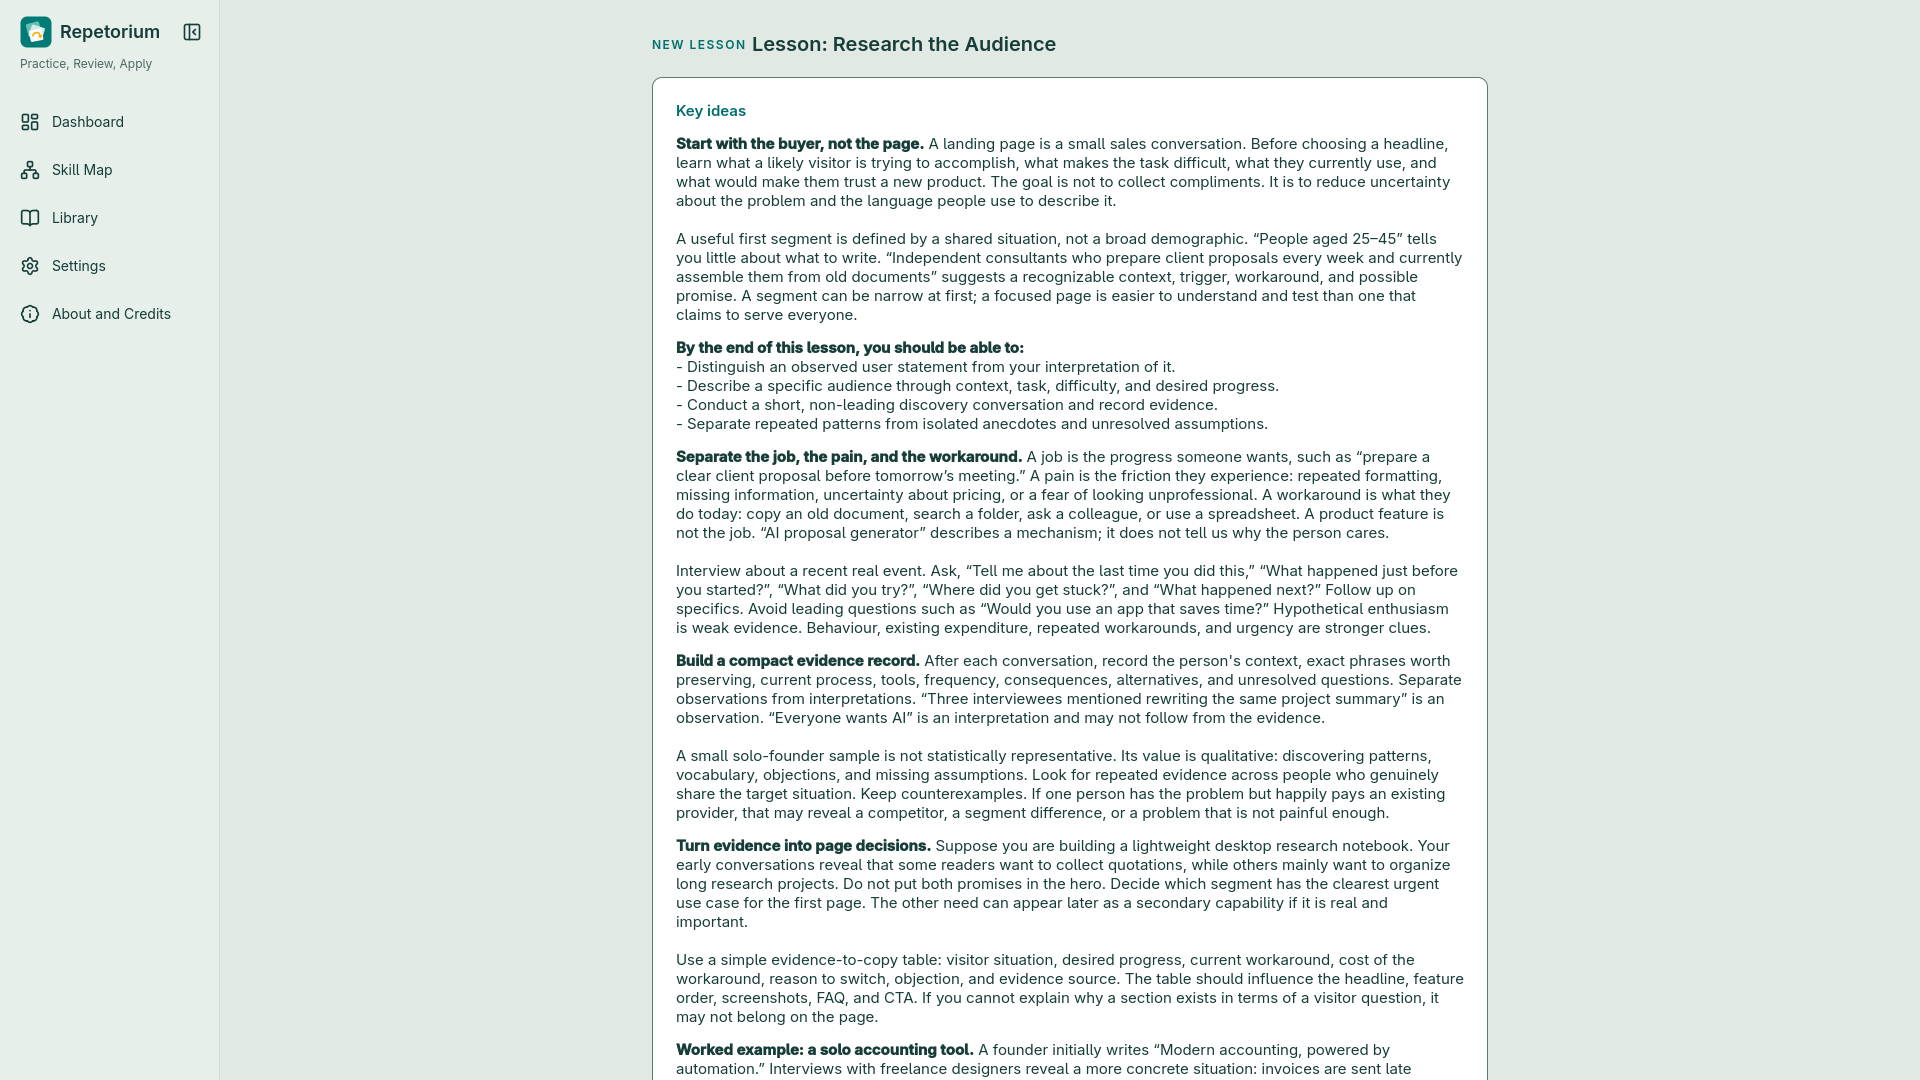 Repetorium
Practice, Review, Apply
Dashboard
Skill Map
Library
Settings
About and Credits
NEW LESSON Lesson: Research the Audience
Key ideas
Start with the buyer, not the page. A landing page is a small sales conversation. Before choosing a headline,
learn what a likely visitor is trying to accomplish, what makes the task difficult, what they currently use, and
what would make them trust a new product. The goal is not to collect compliments. It is to reduce uncertainty
about the problem and the language people use to describe it.
A useful first segment is defined by a shared situation, not a broad demographic. “People aged 25–45” tells
you little about what to write. “Independent consultants who prepare client proposals every week and currently
assemble them from old documents” suggests a recognizable context, trigger, workaround, and possible
promise. A segment can be narrow at first; a focused page is easier to understand and test than one that
claims to serve everyone.
By the end of this lesson, you should be able to:
- Distinguish an observed user statement from your interpretation of it.
- Describe a specific audience through context, task, difficulty, and desired progress.
- Conduct a short, non-leading discovery conversation and record evidence.
- Separate repeated patterns from isolated anecdotes and unresolved assumptions.
Separate the job, the pain, and the workaround. A job is the progress someone wants, such as “prepare a
clear client proposal before tomorrow’s meeting.” A pain is the friction they experience: repeated formatting,
missing information, uncertainty about pricing, or a fear of looking unprofessional. A workaround is what they
do today: copy an old document, search a folder, ask a colleague, or use a spreadsheet. A product feature is
not the job. “AI proposal generator” describes a mechanism; it does not tell us why the person cares.
Interview about a recent real event. Ask, “Tell me about the last time you did this,” “What happened just before
you started?”, “What did you try?”, “Where did you get stuck?”, and “What happened next?” Follow up on
specifics. Avoid leading questions such as “Would you use an app that saves time?” Hypothetical enthusiasm
is weak evidence. Behaviour, existing expenditure, repeated workarounds, and urgency are stronger clues.
Build a compact evidence record. After each conversation, record the person's context, exact phrases worth
preserving, current process, tools, frequency, consequences, alternatives, and unresolved questions. Separate
observations from interpretations. “Three interviewees mentioned rewriting the same project summary” is an
observation. “Everyone wants AI” is an interpretation and may not follow from the evidence.
A small solo-founder sample is not statistically representative. Its value is qualitative: discovering patterns,
vocabulary, objections, and missing assumptions. Look for repeated evidence across people who genuinely
share the target situation. Keep counterexamples. If one person has the problem but happily pays an existing
provider, that may reveal a competitor, a segment difference, or a problem that is not painful enough.
Turn evidence into page decisions. Suppose you are building a lightweight desktop research notebook. Your
early conversations reveal that some readers want to collect quotations, while others mainly want to organize
long research projects. Do not put both promises in the hero. Decide which segment has the clearest urgent
use case for the first page. The other need can appear later as a secondary capability if it is real and
important.
Use a simple evidence-to-copy table: visitor situation, desired progress, current workaround, cost of the
workaround, reason to switch, objection, and evidence source. The table should influence the headline, feature
order, screenshots, FAQ, and CTA. If you cannot explain why a section exists in terms of a visitor question, it
may not belong on the page.
Worked example: a solo accounting tool. A founder initially writes “Modern accounting, powered by
automation.” Interviews with freelance designers reveal a more concrete situation: invoices are sent late